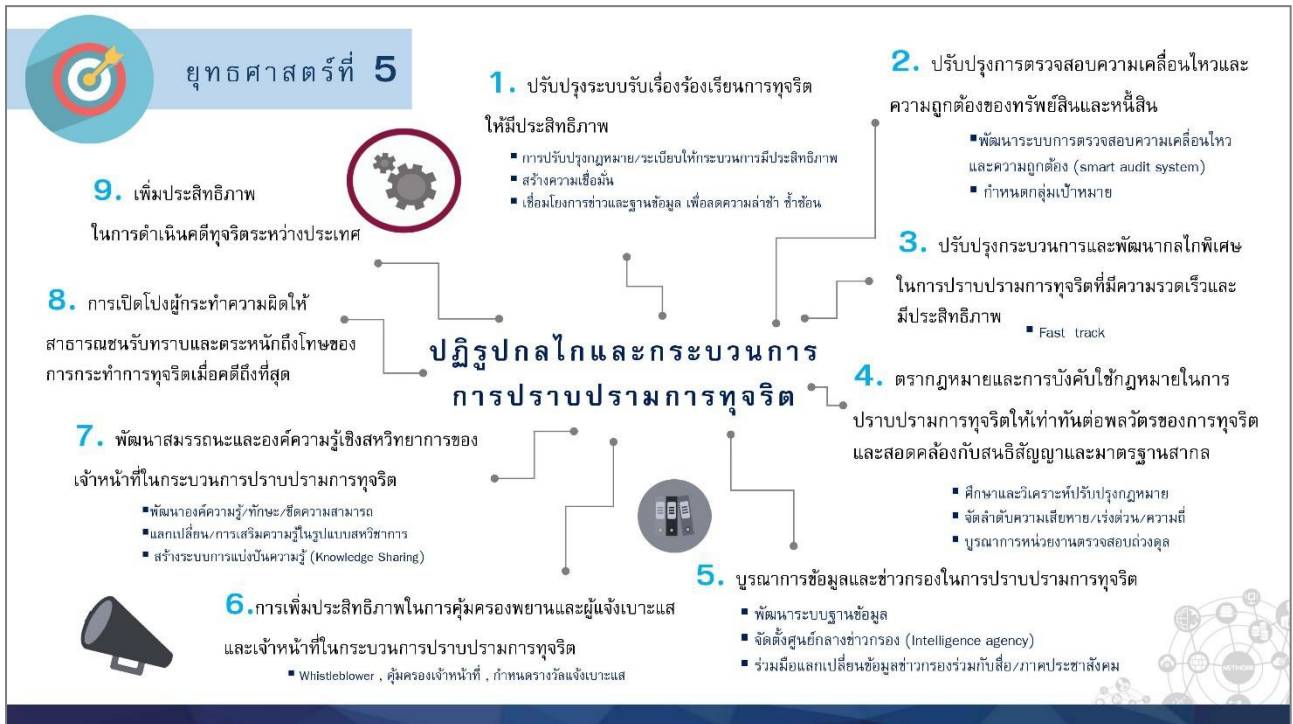 ยุทธศาสตร์ที่ 5
1. ปรับปรุงระบบรับเรื่องร้องเรียนการทุจริต
ให้มีประสิทธิภาพ
▪ การปรับปรุงกฎหมาย/ระเบียบให้กระบวนการมีประสิทธิภาพ
▪ สร้างความเชื่อมั่น
▪ เชื่อมโยงการข่าวและฐานข้อมูล เพื่อลดความล่าช้า ซ้ำซ้อน
2. ปรับปรุงการตรวจสอบความเคลื่อนไหวและ
ความถูกต้องของทรัพย์สินและหนี้สิน
▪พัฒนาระบบการตรวจสอบความเคลื่อนไหว
และความถูกต้อง (smart audit system)
▪ กำหนดกลุ่มเป้าหมาย
3. ปรับปรุงกระบวนการและพัฒนากลไกพิเศษ
ในการปราบปรามการทุจริตที่มีความรวดเร็วและ
มีประสิทธิภาพ
▪ Fast track
ปฏิรูปกลไกและกระบวนการ
การปราบปรามการทุจริต
4. ตรากฎหมายและการบังคับใช้กฎหมายในการ
ปราบปรามการทุจริตให้เท่าทันต่อพลวัตรของการทุจริต
และสอดคล้องกับสนธิสัญญาและมาตรฐานสากล
▪ ศึกษาและวิเคราะห์ปรับปรุงกฎหมาย
▪ จัดลำดับความเสียหาย/เร่งด่วน/ความถี่
▪ บูรณาการหน่วยงานตรวจสอบถ่วงดุล
5. บูรณาการข้อมูลและข่าวกรองในการปราบปรามการทุจริต
▪ พัฒนาระบบฐานข้อมูล
▪ จัดตั้งศูนย์กลางข่าวกรอง (Intelligence agency)
▪ ร่วมมือแลกเปลี่ยนข้อมูลข่าวกรองร่วมกับสื่อ/ภาคประชาสังคม
6.การเพิ่มประสิทธิภาพในการคุ้มครองพยานและผู้แจ้งเบาะแส
และเจ้าหน้าที่ในกระบวนการปราบปรามการทุจริต
▪ Whistleblower , คุ้มครองเจ้าหน้าที่ , กำหนดรางวัลแจ้งเบาะแส
7. พัฒนาสมรรถนะและองค์ความรู้เชิงสหวิทยาการของ
เจ้าหน้าที่ในกระบวนการปราบปรามการทุจริต
▪พัฒนาองค์ความรู้/ทักษะ/ขีดความสามารถ
▪แลกเปลี่ยน/การเสริมความรู้ในรูปแบบสหวิชาการ
▪ สร้างระบบการแบ่งปันความรู้ (Knowledge Sharing)
8. การเปิดโปงผู้กระทำความผิดให้
สาธารณชนรับทราบและตระหนักถึงโทษของ
การกระทำการทุจริตเมื่อคดีถึงที่สุด
9. เพิ่มประสิทธิภาพ
ในการดำเนินคดีทุจริตระหว่างประเทศ
NETWORK